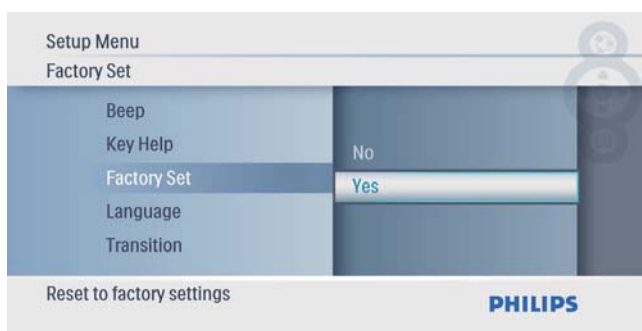 Setup Menu
Factory Set
Beep
Key Help
Factory Set
Language
Transition
No
Yes
Reset to factory settings
PHILIPS